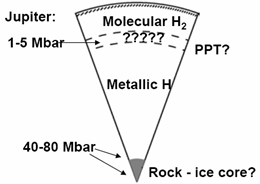 Jupiter:
Molecular H2
?????
1-5 Mbar
PPT?
Metallic H
40-80 Mbar
Rock - ice core?